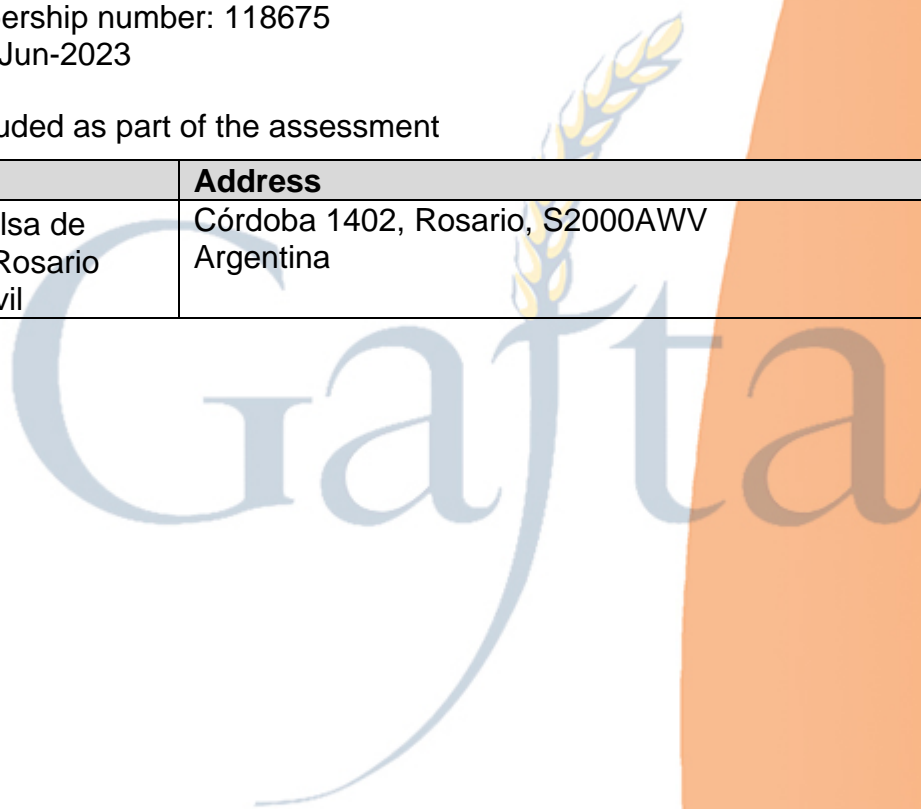 ership number: 118675
Jun-2023
uded as part of the assessment
Address
lsa de
Rosario
vil
Córdoba 1402, Rosario, S2000AWV
Argentina
Gafta